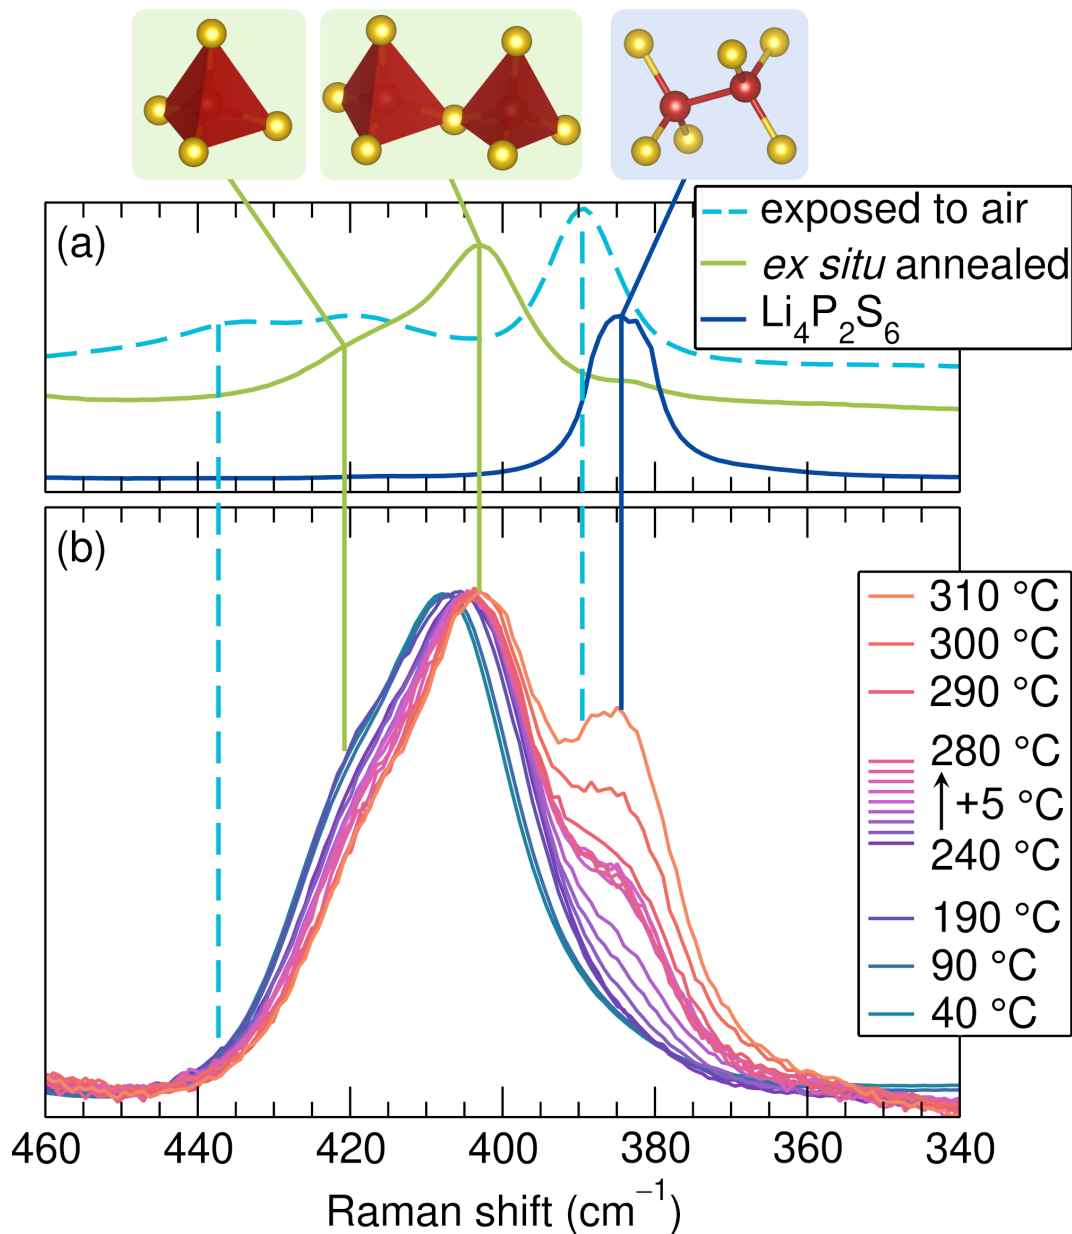 (a)
exposed to air
ex situ annealed
Li₄P₂S₆
(b)
310 °C
300 °C
290 °C
280 °C
+5 °C
240 °C
190 °C
90 °C
40 °C
460 440 420 400 380 360 340
Raman shift (cm⁻¹)